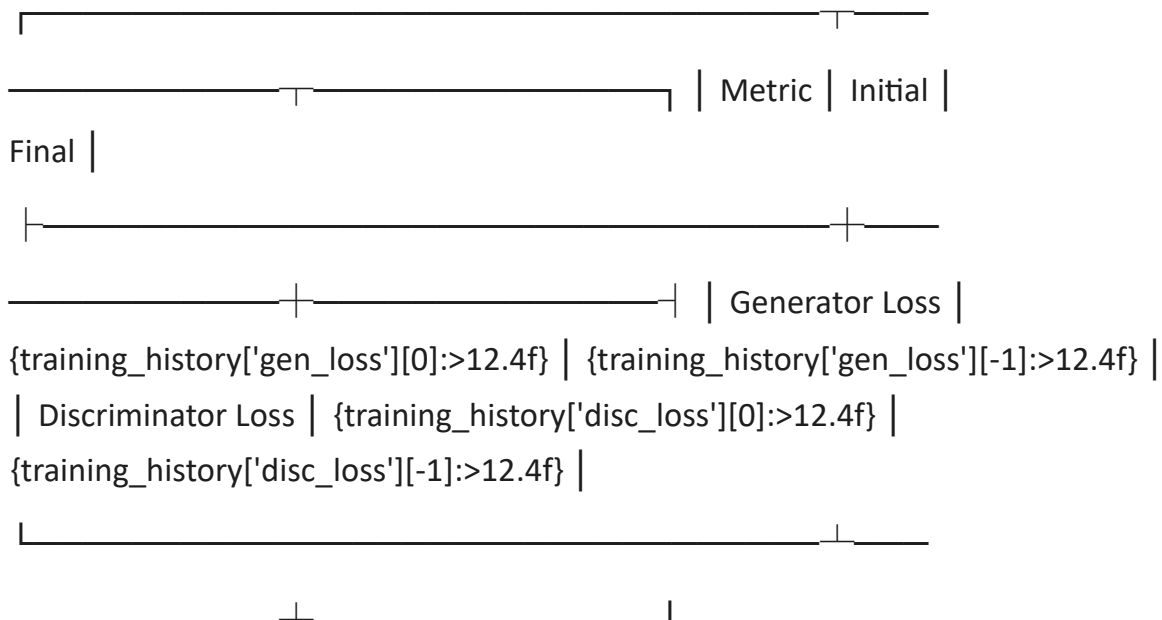 ┌──────────────────────┬──
────────┬──────────┐ │ Metric │ Initial │
Final │
├──────────────────────┼──
────────┼──────────┤ │ Generator Loss │
{training_history['gen_loss'][0]:>12.4f} │ {training_history['gen_loss'][-1]:>12.4f} │
│ Discriminator Loss │ {training_history['disc_loss'][0]:>12.4f} │
{training_history['disc_loss'][-1]:>12.4f} │
└──────────────────────┴──
────────┴──────────┘